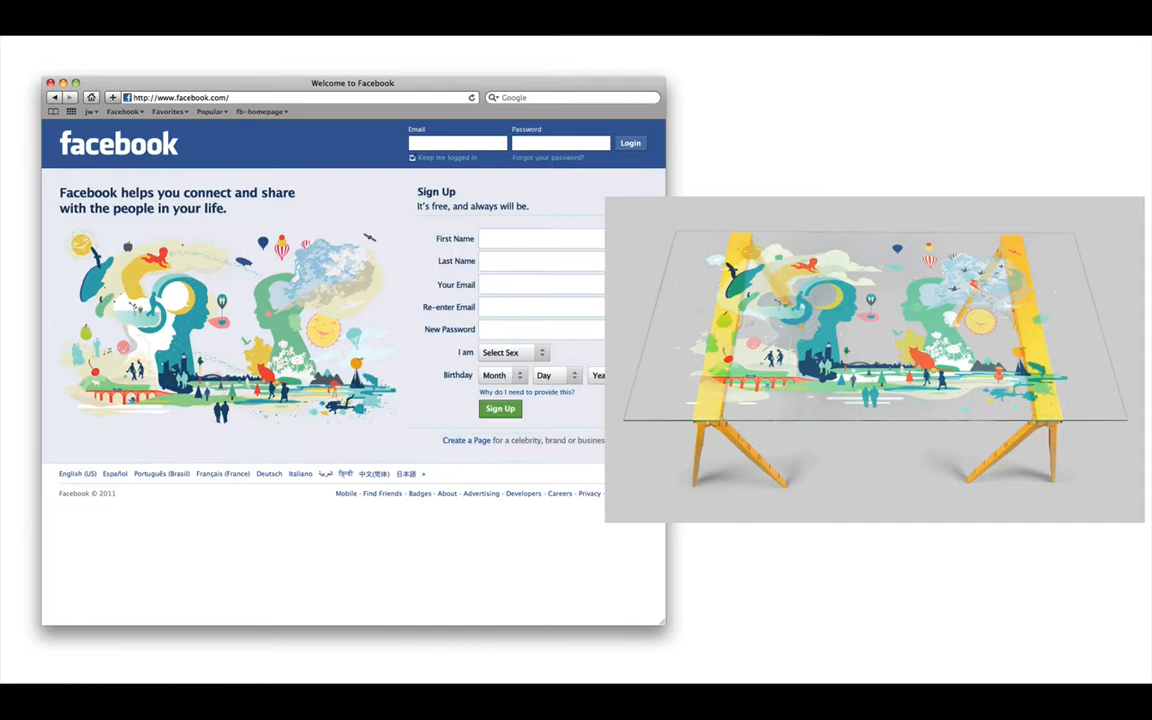 Welcome to Facebook
http://www.facebook.com/
Google
jw
Facebook
Favorites
Popular
fb-homepage
facebook
Email
Password
Login
Keep me logged in
Forgot your password?
Facebook helps you connect and share
with the people in your life.
Sign Up
It's free, and always will be.
First Name
Last Name
Your Email
Re-enter Email
New Password
I am
Select Sex
Birthday
Month
Day
Yea
Why do I need to provide this?
Sign Up
Create a Page for a celebrity, brand or busines
English (US) Español Português (Brasil) Français (France) Deutsch Italiano العربية हिन्दी 中文(简体) 日本語 »
Facebook © 2011
Mobile · Find Friends · Badges · About · Advertising · Developers · Careers · Privacy ·